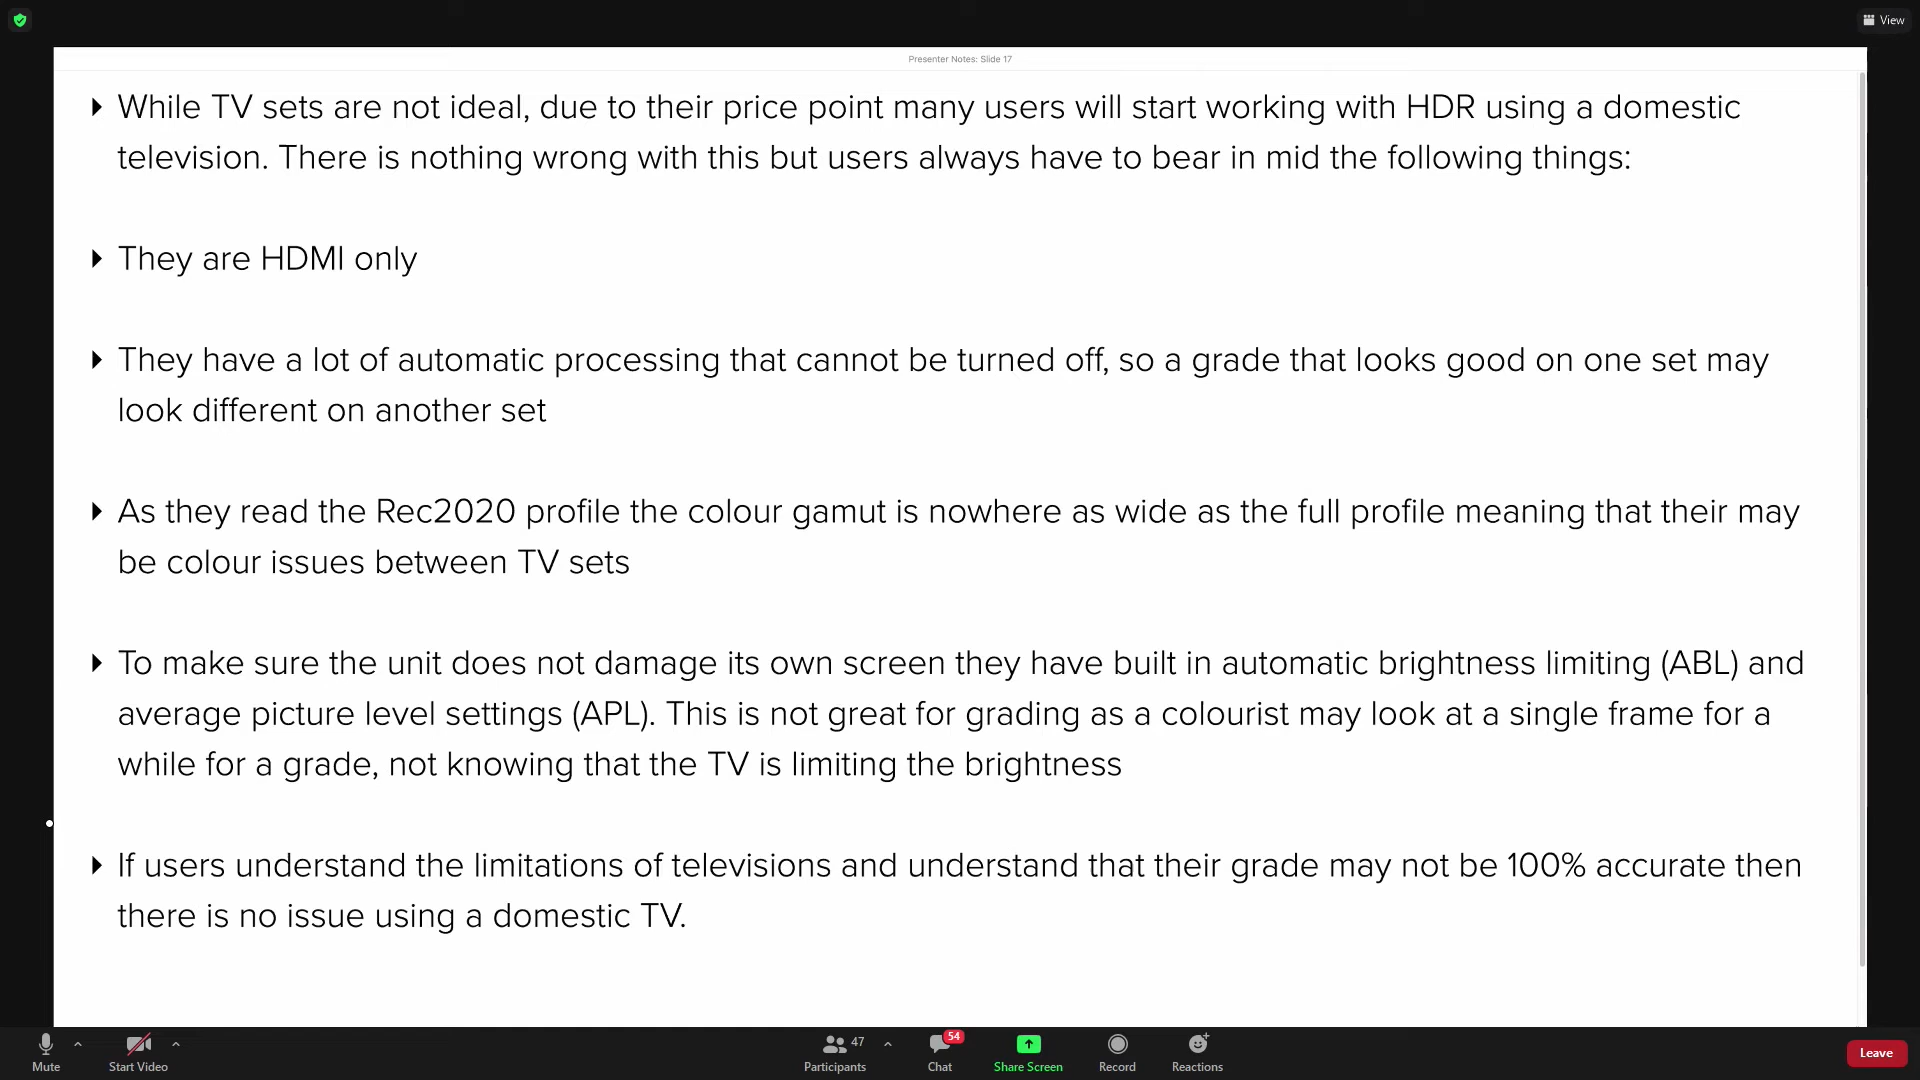 View
Presenter Notes: Slide 17
While TV sets are not ideal, due to their price point many users will start working with HDR using a domestic
television. There is nothing wrong with this but users always have to bear in mid the following things:
They are HDMI only
They have a lot of automatic processing that cannot be turned off, so a grade that looks good on one set may
look different on another set
As they read the Rec2020 profile the colour gamut is nowhere as wide as the full profile meaning that their may
be colour issues between TV sets
To make sure the unit does not damage its own screen they have built in automatic brightness limiting (ABL) and
average picture level settings (APL). This is not great for grading as a colourist may look at a single frame for a
while for a grade, not knowing that the TV is limiting the brightness
If users understand the limitations of televisions and understand that their grade may not be 100% accurate then
there is no issue using a domestic TV.
47
54
Mute
Start Video
Participants
Chat
Share Screen
Record
Reactions
Leave